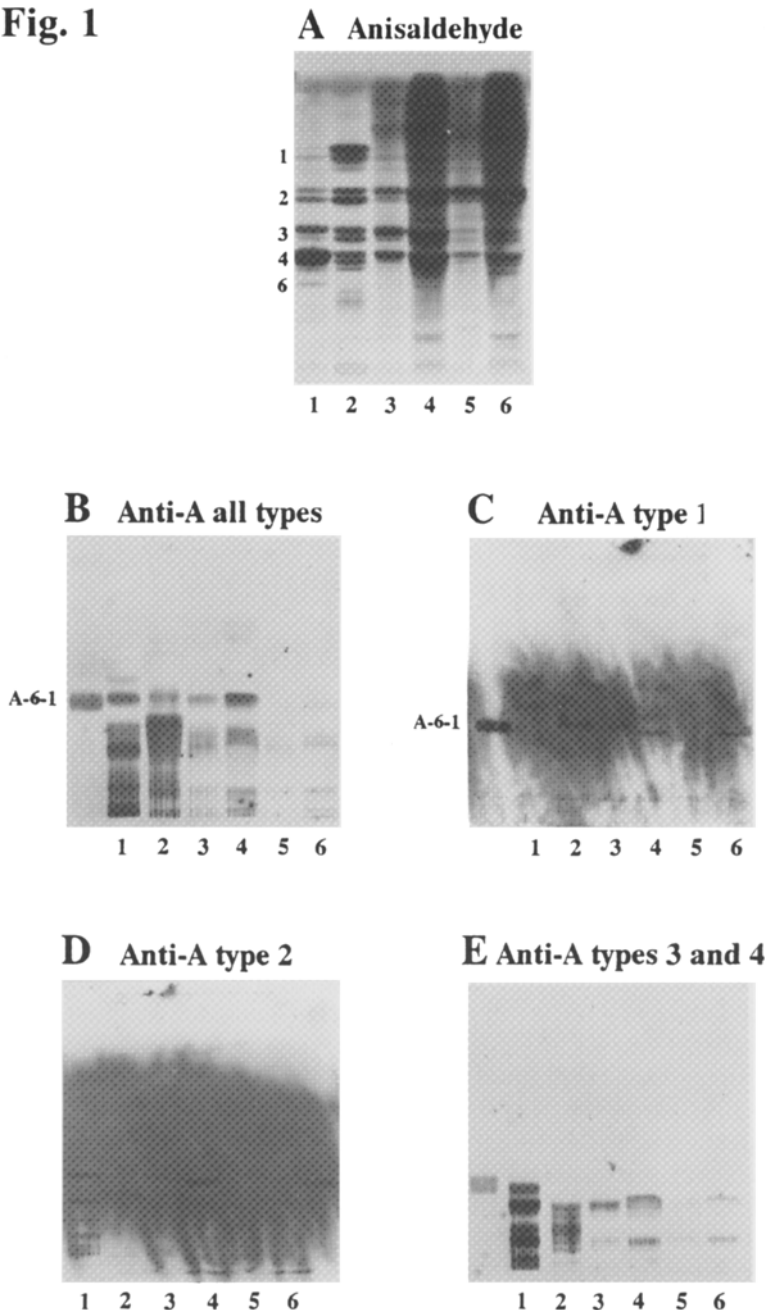 Fig. 1
A Anisaldehyde
1
2
3
4
6
1 2 3 4 5 6
B Anti-A all types
A-6-1
1 2 3 4 5 6
C Anti-A type 1
A-6-1
1 2 3 4 5 6
D Anti-A type 2
1 2 3 4 5 6
E Anti-A types 3 and 4
1 2 3 4 5 6